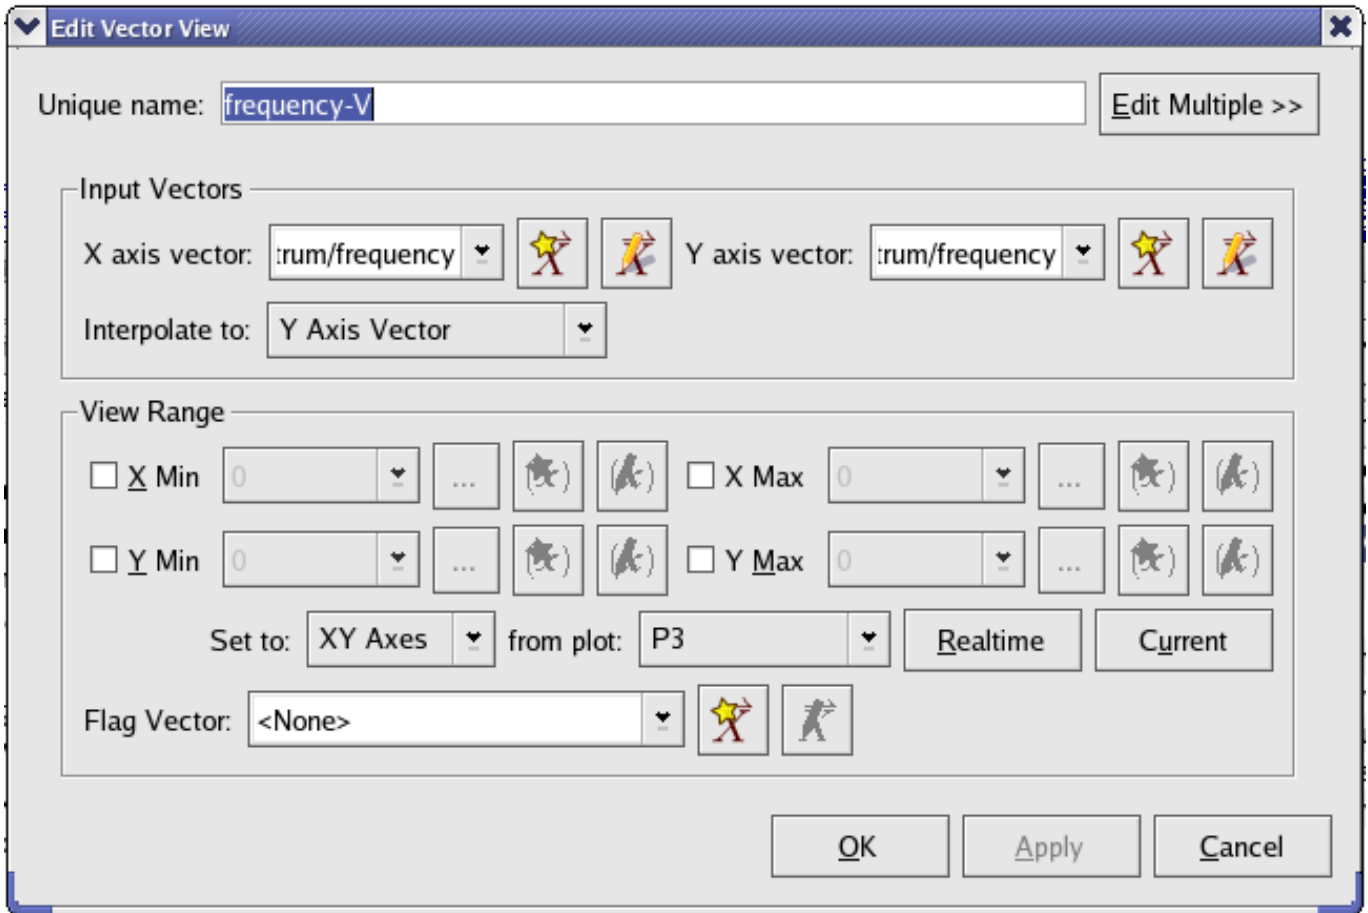 Edit Vector View
Unique name: frequency-V Edit Multiple >>
Input Vectors
X axis vector: :rum/frequency Y axis vector: :rum/frequency
Interpolate to: Y Axis Vector
View Range
X Min 0 ... X Max 0 ...
Y Min 0 ... Y Max 0 ...
Set to: XY Axes from plot: P3 Realtime Current
Flag Vector: <None>
OK Apply Cancel